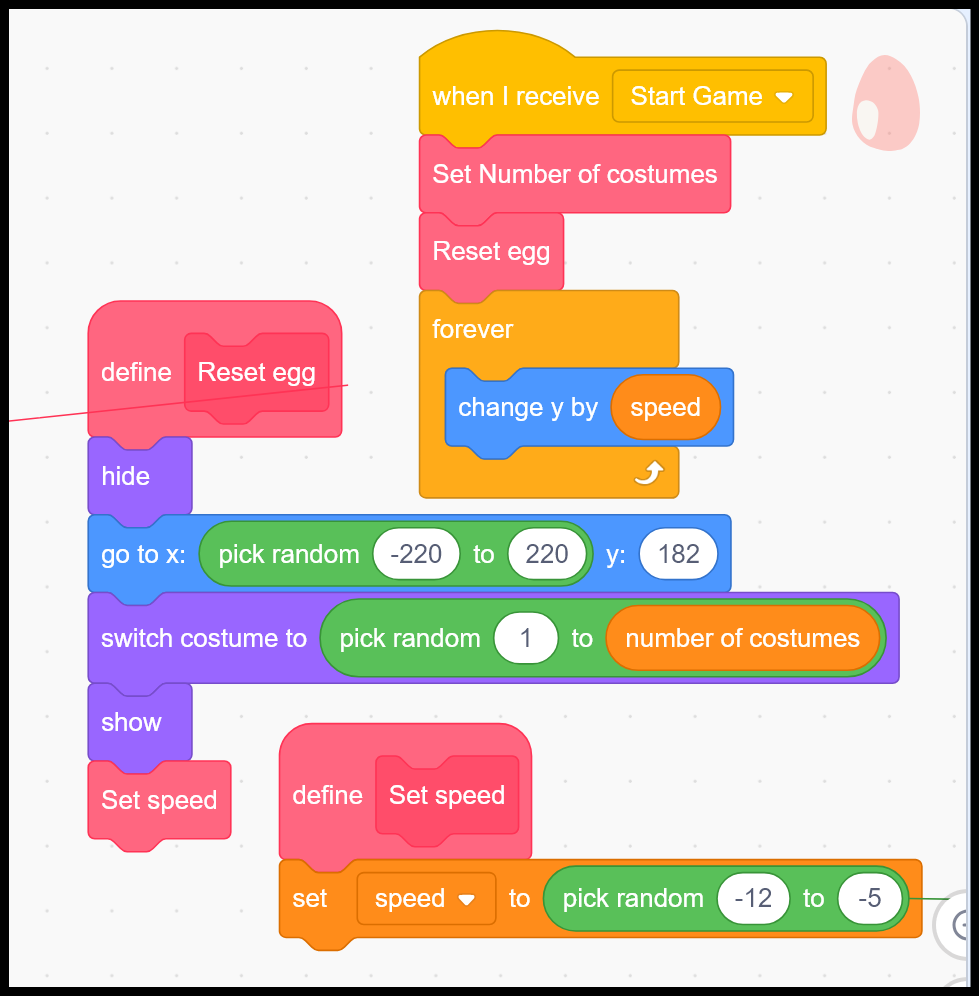 when I receive Start Game
Set Number of costumes
Reset egg
forever
change y by speed
define Reset egg
hide
go to x: pick random -220 to 220 y: 182
switch costume to pick random 1 to number of costumes
show
Set speed
define Set speed
set speed to pick random -12 to -5